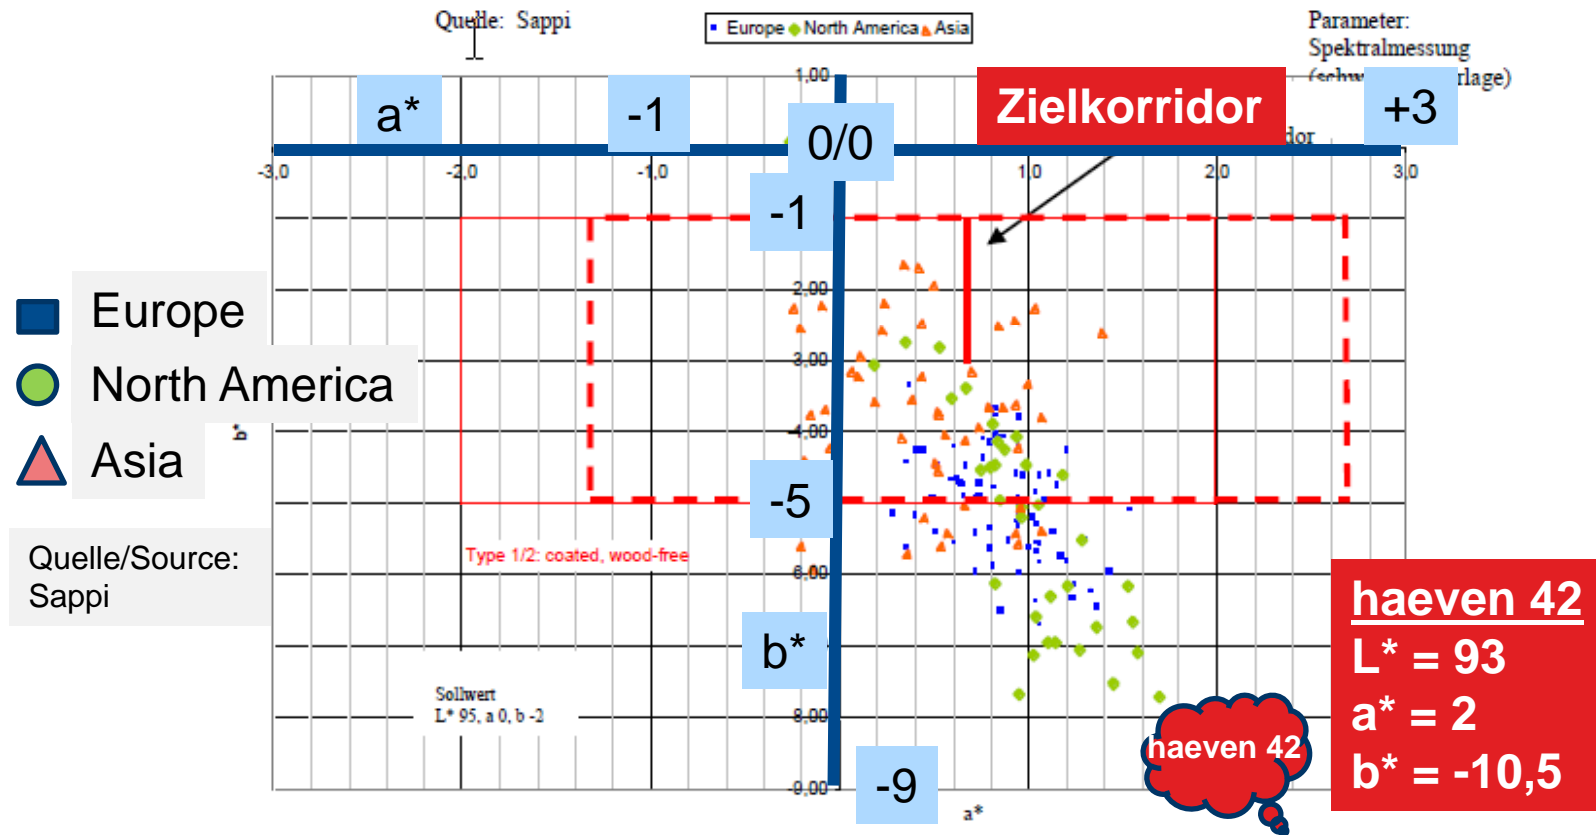 Quelle: Sappi
Europe North America Asia
Parameter:
Spektralmessung
rlage)
Zielkorridor
dor
a*
-1
0/0
+3
1,00
-3,0
-2,0
-1,0
1,0
2,0
3,0
-1
2,00
3,00
4,00
-5
6,00
8,00
-9,00
-9
b*
b*
a*
Europe
North America
Asia
Quelle/Source:
Sappi
Type 1/2: coated, wood-free
Sollwert
L* 95, a 0, b -2
haeven 42
haeven 42
L* = 93
a* = 2
b* = -10,5